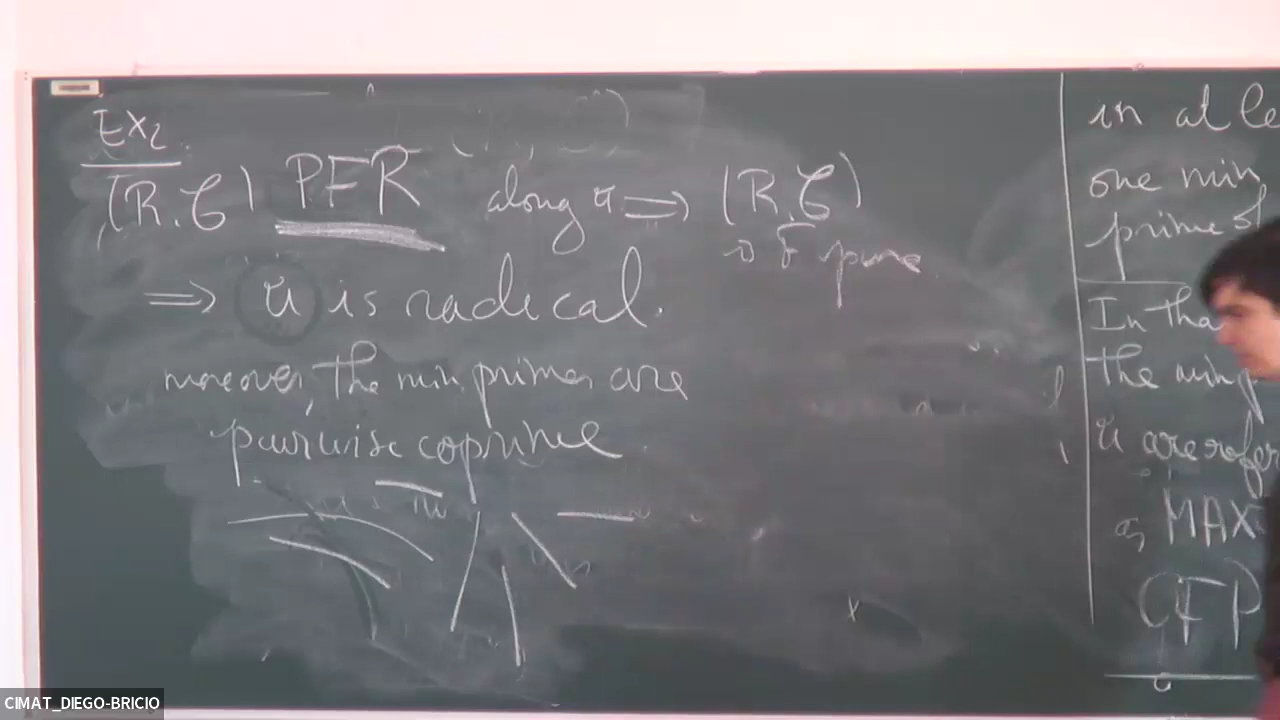 Ex2.
(R, C) PFR along a ⟹ (R, C)
is F pure
⟹ a is radical.
moreover, the min. primes are
pairwise coprime
in at le
one min
prime of
In tha
the min p
a are refer
as MAX
CFP
CIMAT_DIEGO-BRICIO